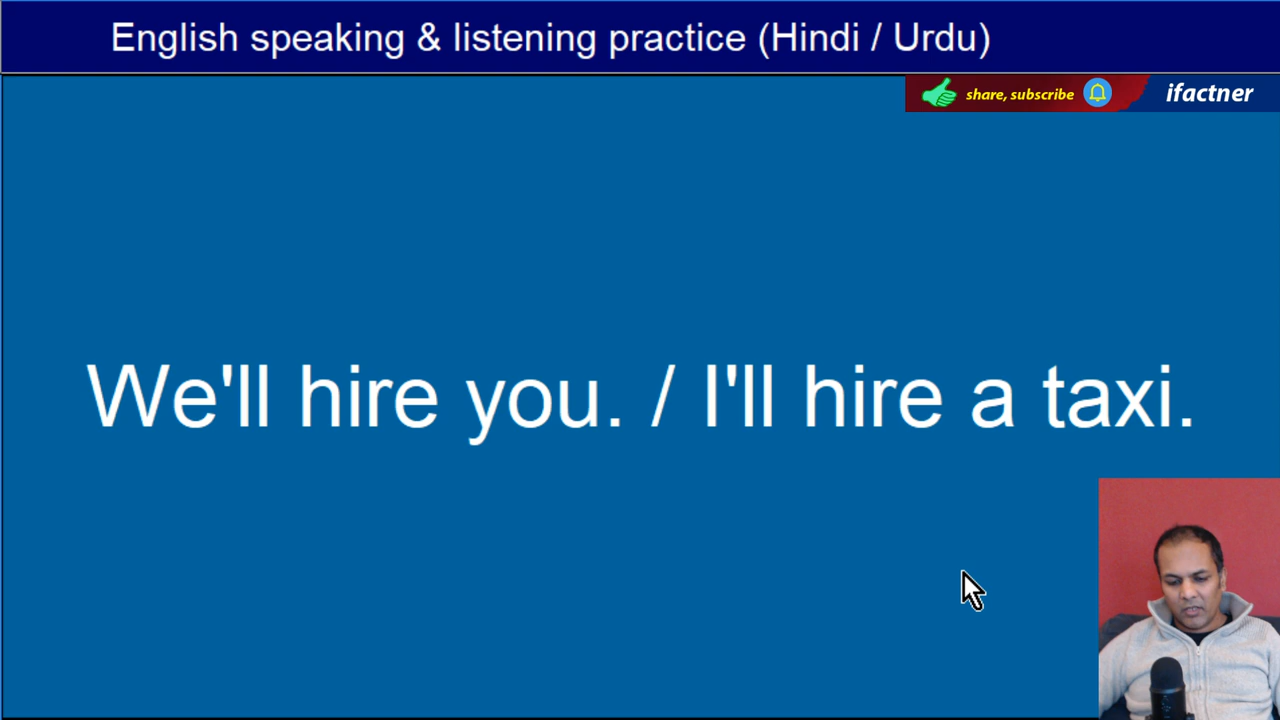 English speaking & listening practice (Hindi / Urdu)
share, subscribe
ifactner
We'll hire you. / I'll hire a taxi.